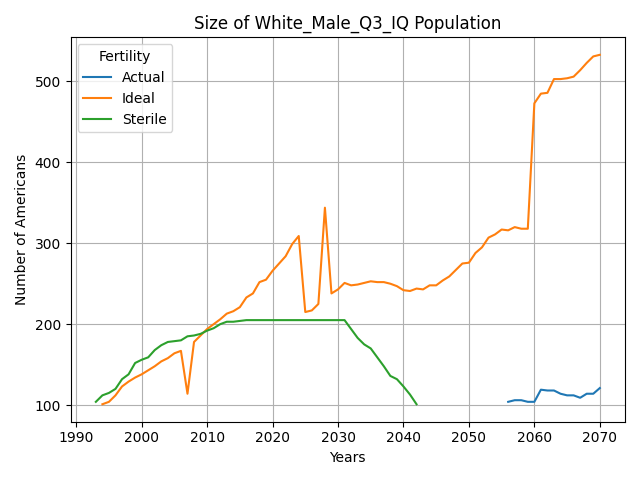 Size of White_Male_Q3_IQ Population
Fertility
Actual
Ideal
Sterile
Number of Americans
500
400
300
200
100
1990
2000
2010
2020
2030
2040
2050
2060
2070
Years